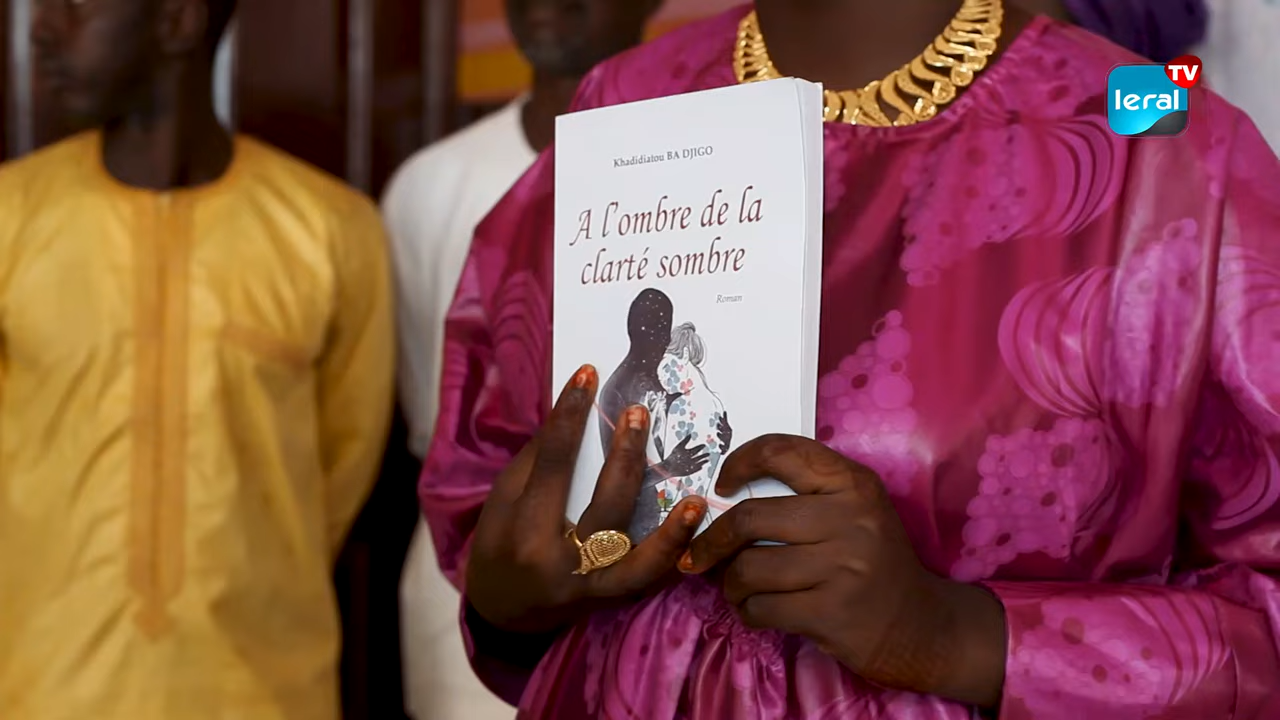 TV
leral
Khadidiatou BA DJIGO
A l'ombre de la
clarté sombre
Roman